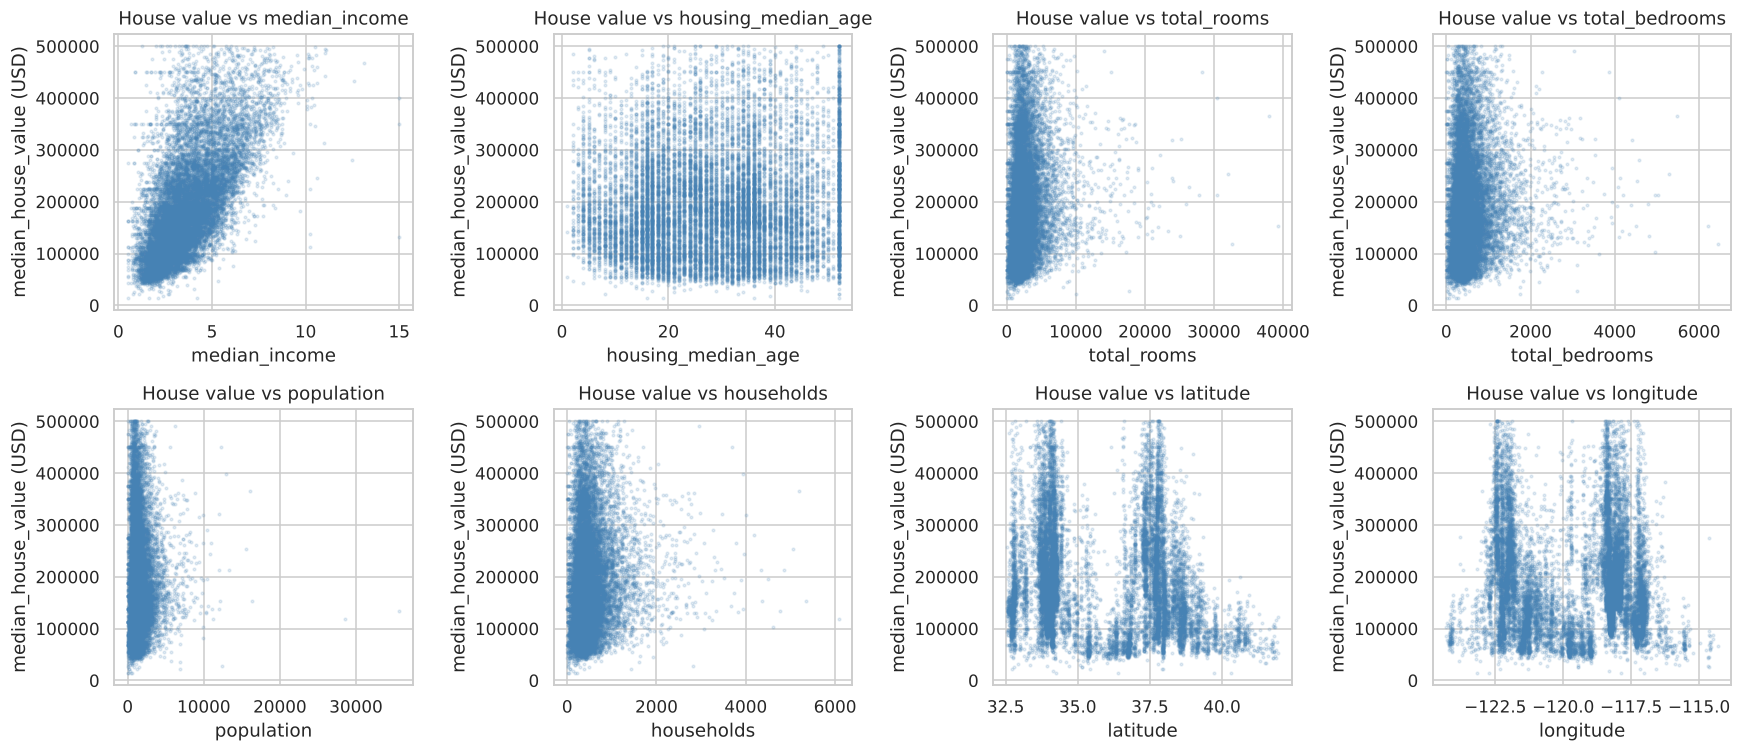 House value vs median_income
House value vs housing_median_age
House value vs total_rooms
House value vs total_bedrooms
median_house_value (USD)
500000
400000
300000
200000
100000
0
0 5 10 15
median_income
median_house_value (USD)
500000
400000
300000
200000
100000
0
0 20 40
housing_median_age
median_house_value (USD)
500000
400000
300000
200000
100000
0
0 10000 20000 30000 40000
total_rooms
median_house_value (USD)
500000
400000
300000
200000
100000
0
0 2000 4000 6000
total_bedrooms
House value vs population
House value vs households
House value vs latitude
House value vs longitude
median_house_value (USD)
500000
400000
300000
200000
100000
0
0 10000 20000 30000
population
median_house_value (USD)
500000
400000
300000
200000
100000
0
0 2000 4000 6000
households
median_house_value (USD)
500000
400000
300000
200000
100000
0
32.5 35.0 37.5 40.0
latitude
median_house_value (USD)
500000
400000
300000
200000
100000
0
−122.5 −120.0 −117.5 −115.0
longitude